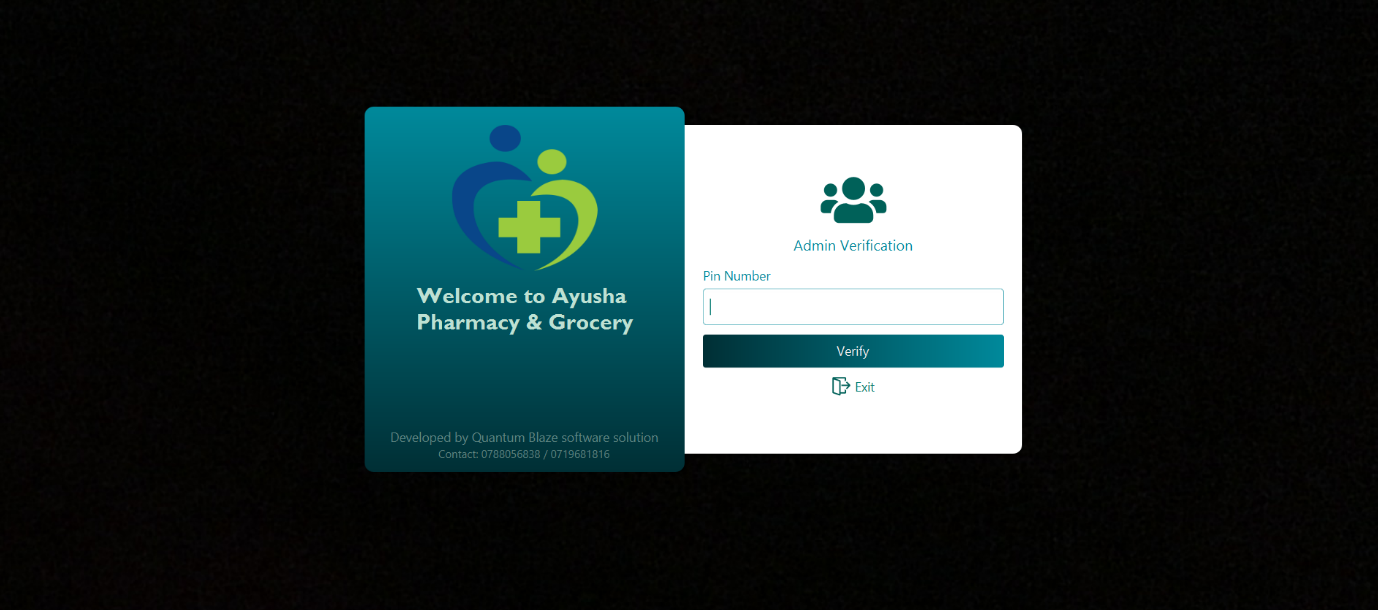 Welcome to Ayusha
Pharmacy & Grocery
Developed by Quantum Blaze software solution
Contact: 0788056838 / 0719681816
Admin Verification
Pin Number
Verify
Exit